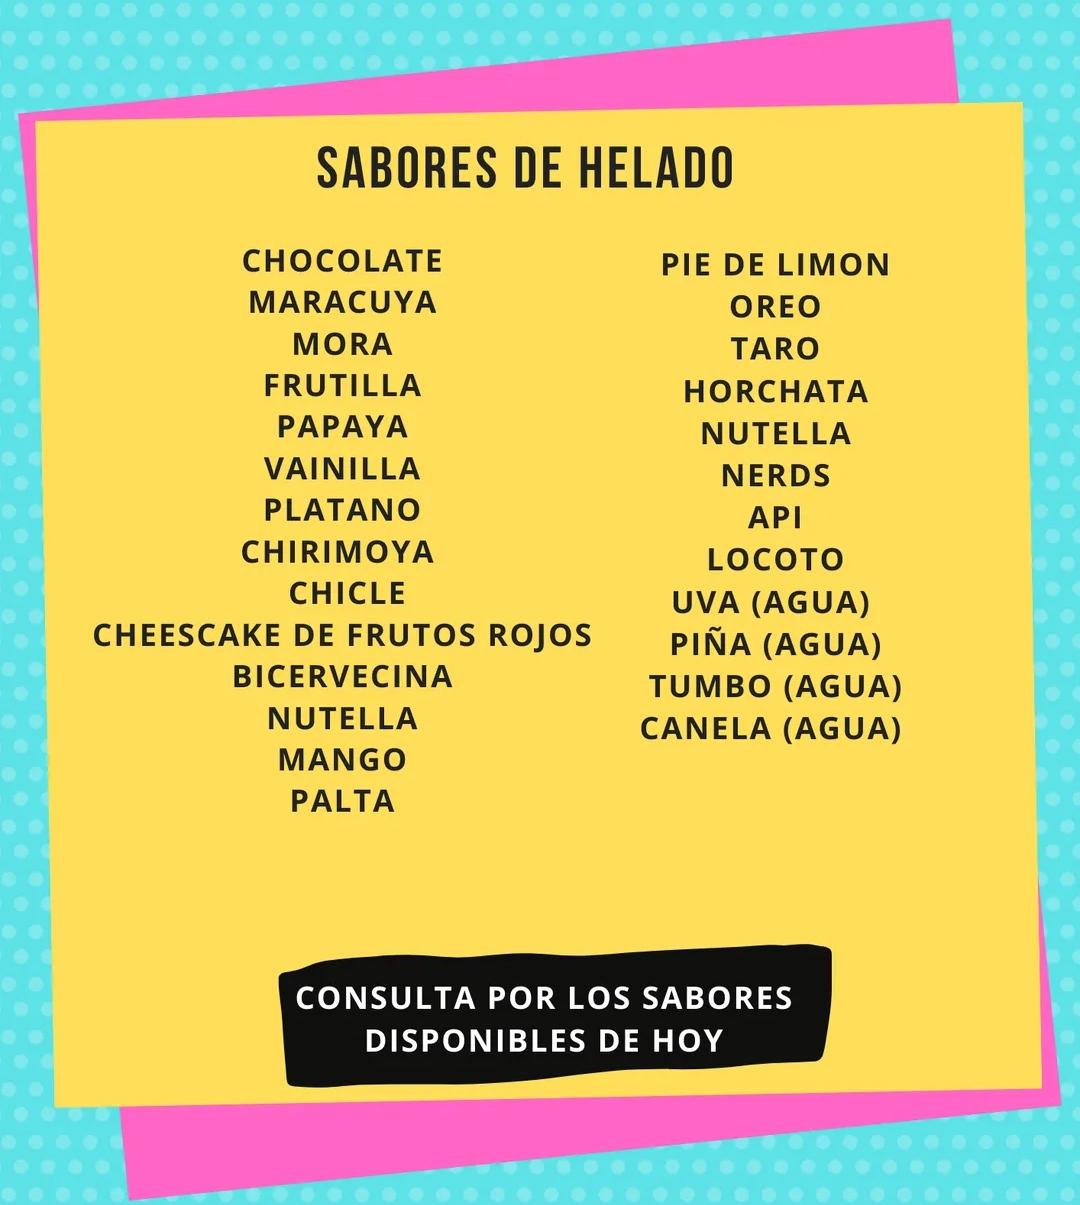 SABORES DE HELADO
CHOCOLATE
MARACUYA
MORA
FRUTILLA
PAPAYA
VAINILLA
PLATANO
CHIRIMOYA
CHICLE
CHEESCAKE DE FRUTOS ROJOS
BICERVECINA
NUTELLA
MANGO
PALTA
PIE DE LIMON
OREO
TARO
HORCHATA
NUTELLA
NERDS
API
LOCOTO
UVA (AGUA)
PIÑA (AGUA)
TUMBO (AGUA)
CANELA (AGUA)
CONSULTA POR LOS SABORES
DISPONIBLES DE HOY